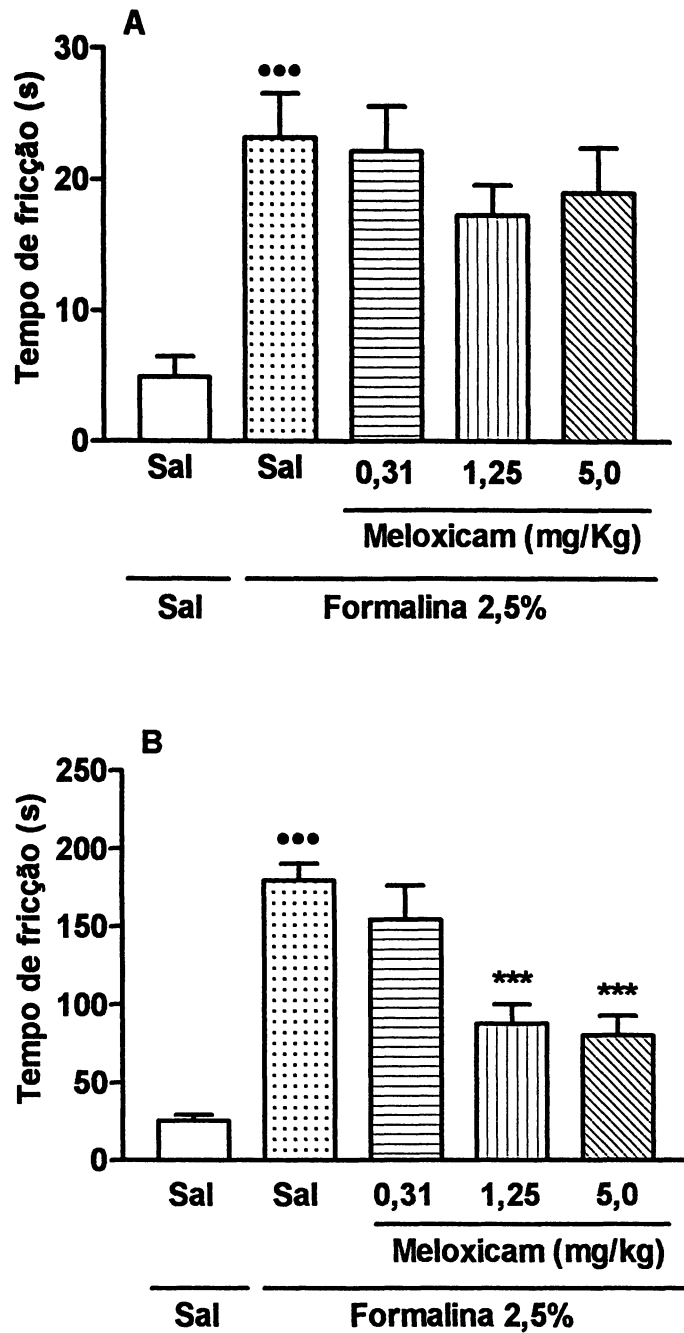 A
Tempo de fricção (s)
30
20
10
0
•••
Sal Sal 0,31 1,25 5,0
Meloxicam (mg/Kg)
Sal Formalina 2,5%
B
Tempo de fricção (s)
250
200
150
100
50
0
•••
*** ***
Sal Sal 0,31 1,25 5,0
Meloxicam (mg/kg)
Sal Formalina 2,5%